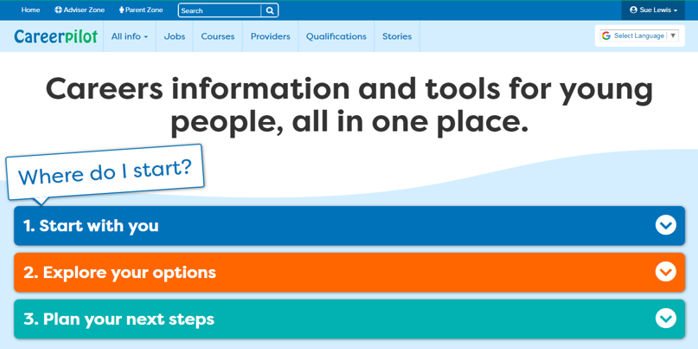 Home Adviser Zone Parent Zone Search Sue Lewis
Careerpilot All info Jobs Courses Providers Qualifications Stories G Select Language
Careers information and tools for young
people, all in one place.
Where do I start?
1. Start with you
2. Explore your options
3. Plan your next steps